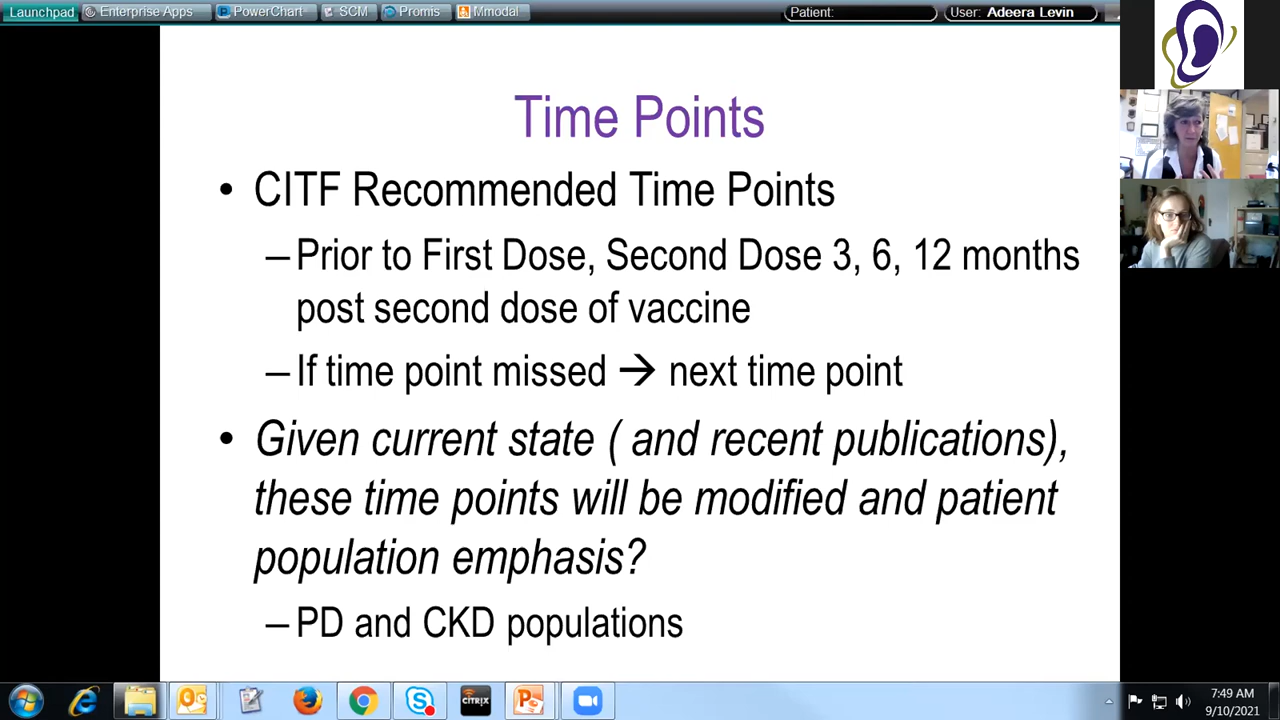 Launchpad Enterprise Apps PowerChart SCM Promis Mmodal Patient: User: Adeera Levin
Time Points
• CITF Recommended Time Points
–Prior to First Dose, Second Dose 3, 6, 12 months
post second dose of vaccine
–If time point missed → next time point
• Given current state ( and recent publications),
these time points will be modified and patient
population emphasis?
–PD and CKD populations
CITRIX
7:49 AM
9/10/2021